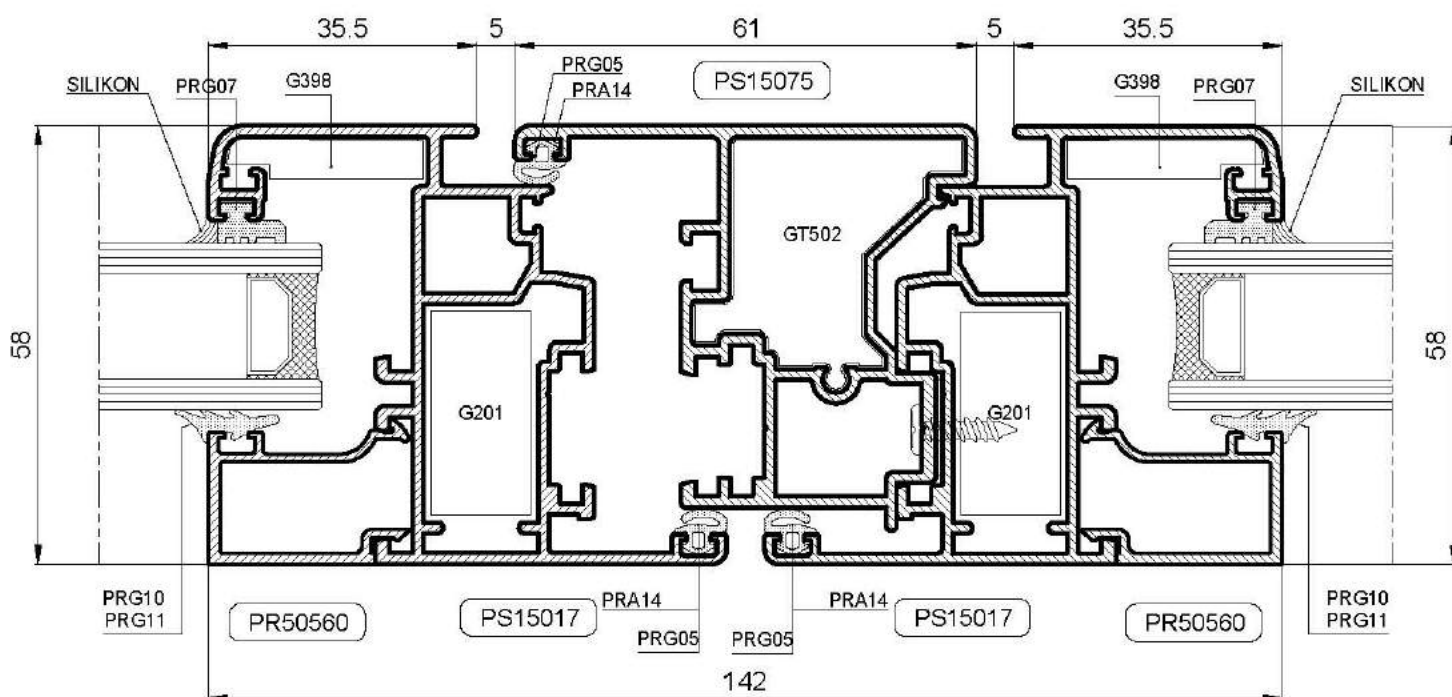 35.5
5
61
5
35.5
PRG05
PRA14
PS15075
SILIKON
PRG07
G398
G398
PRG07
SILIKON
58
GT502
58
G201
G201
PRG10
PRG11
PR50560
PS15017
PRA14
PRG05
PRG05
PRA14
PS15017
PR50560
PRG10
PRG11
142